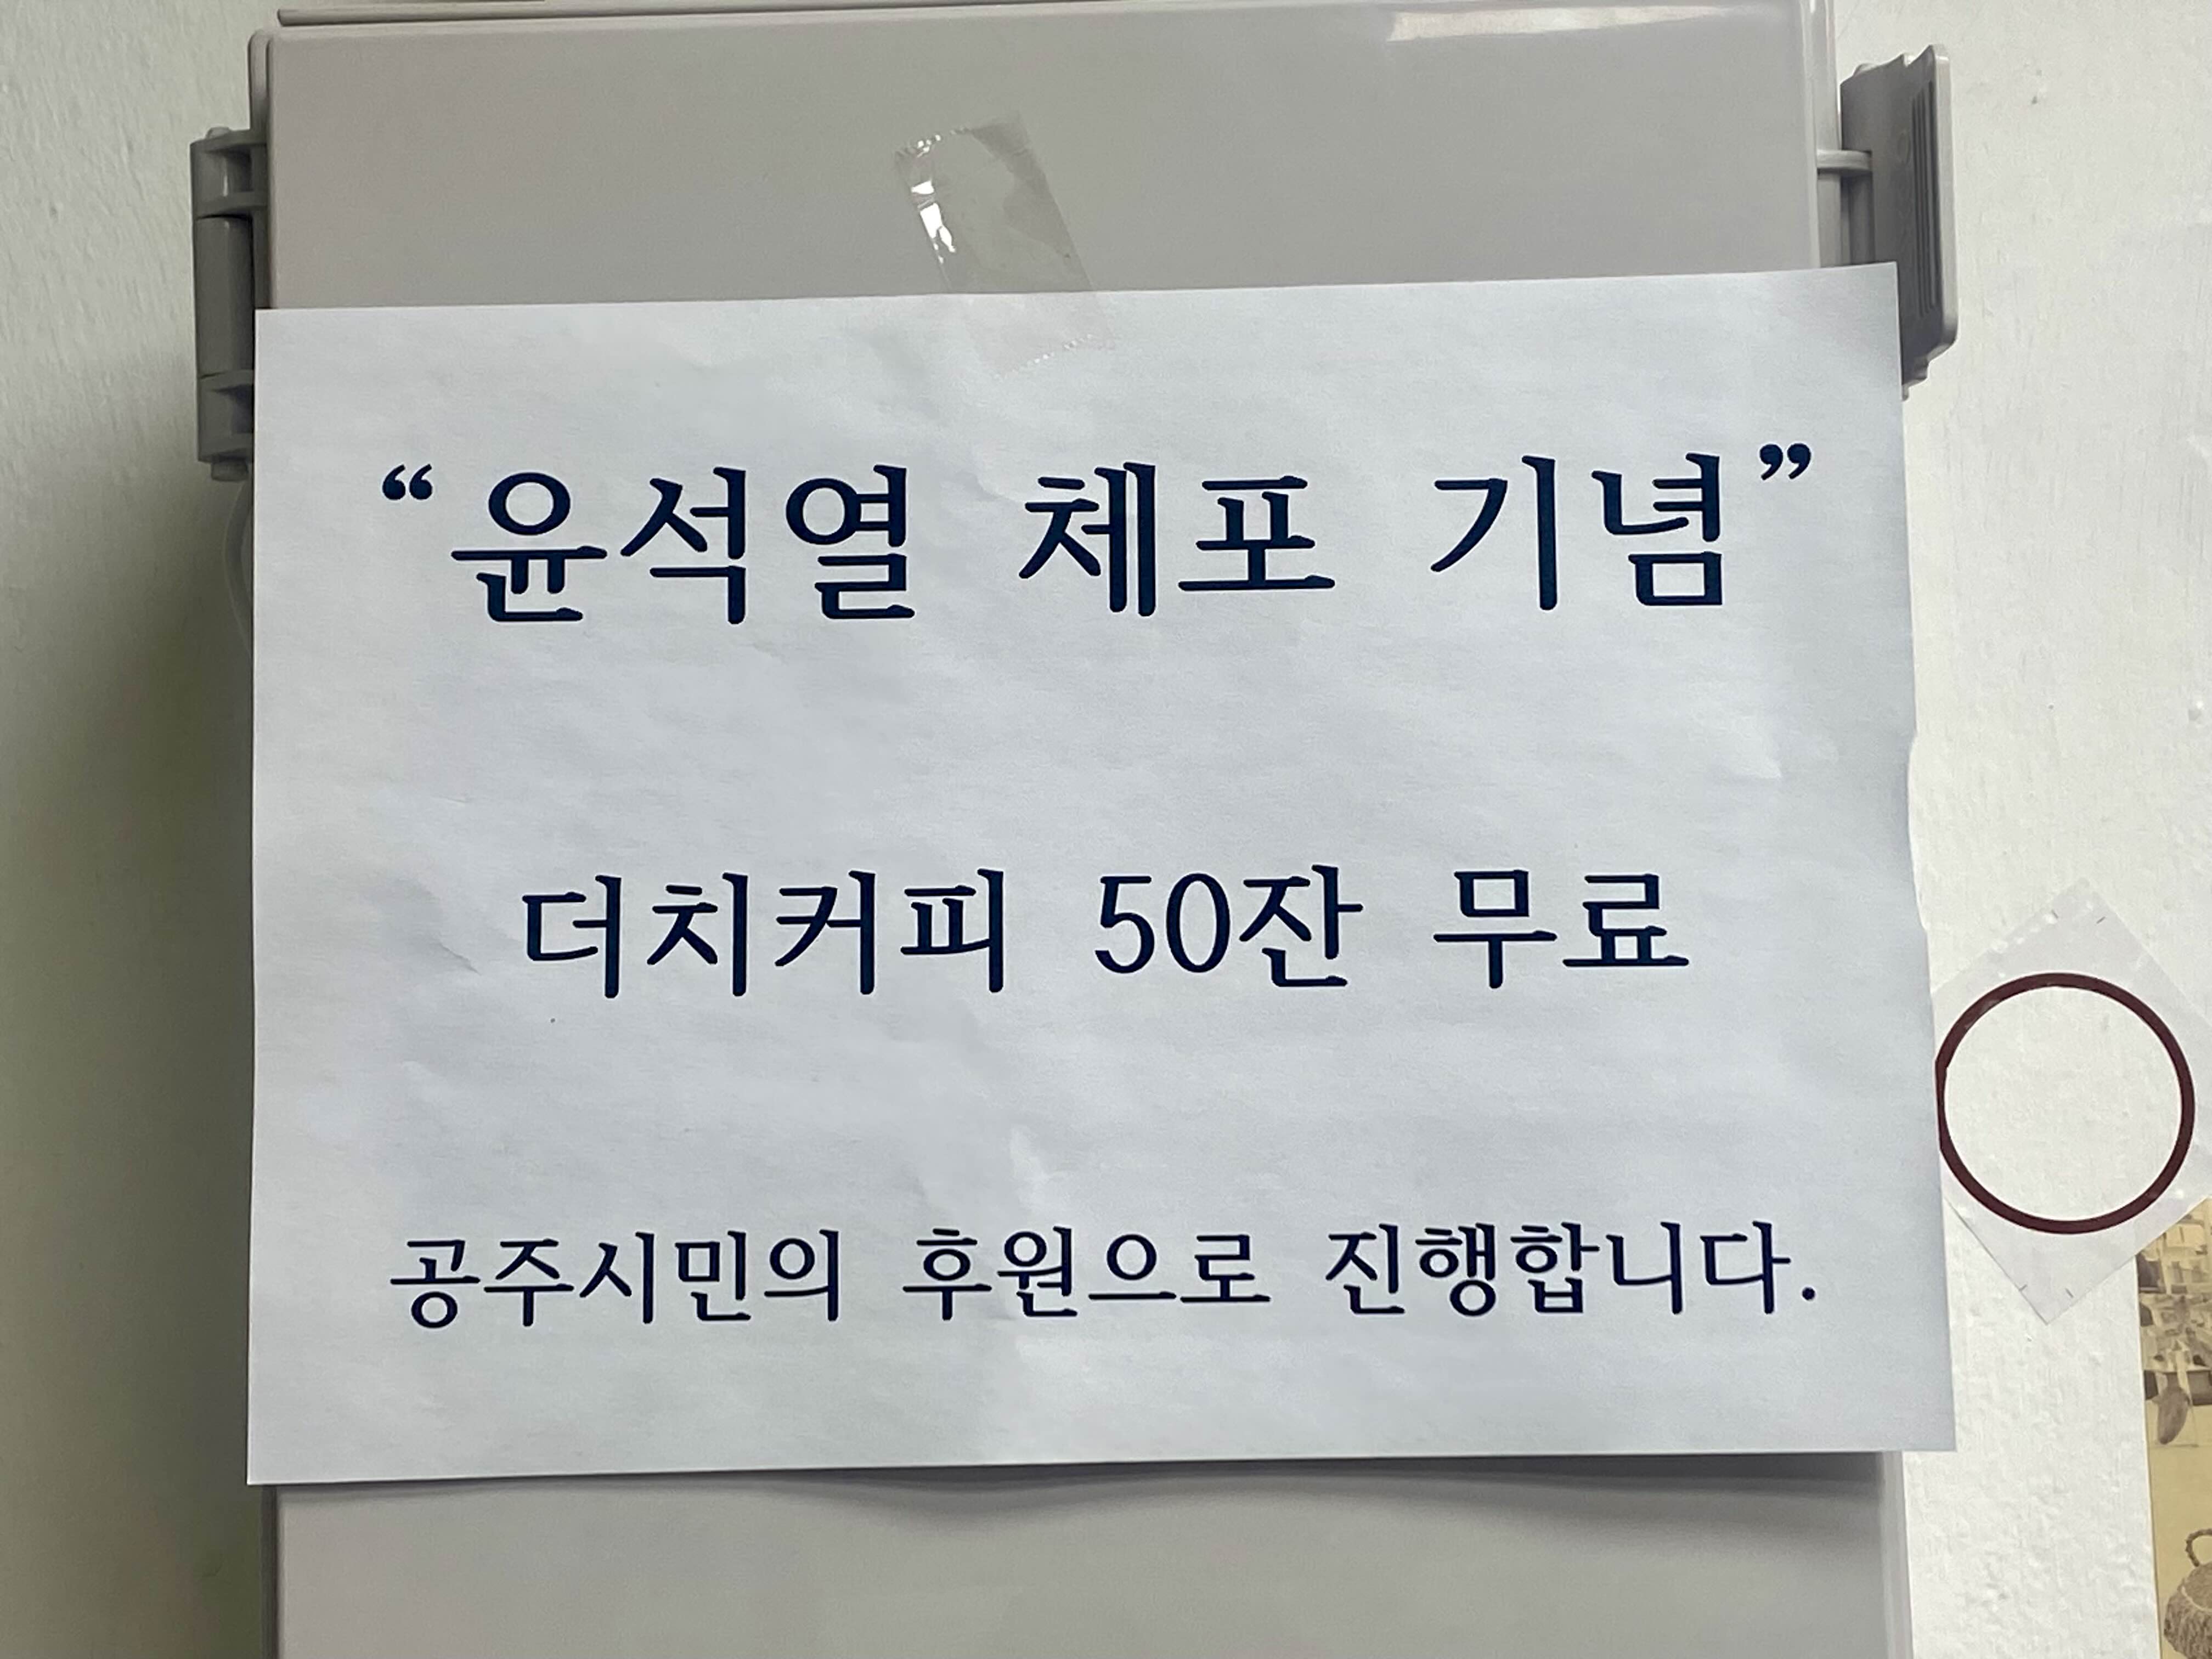 “윤석열 체포 기념”
더치커피 50잔 무료
공주시민의 후원으로 진행합니다.